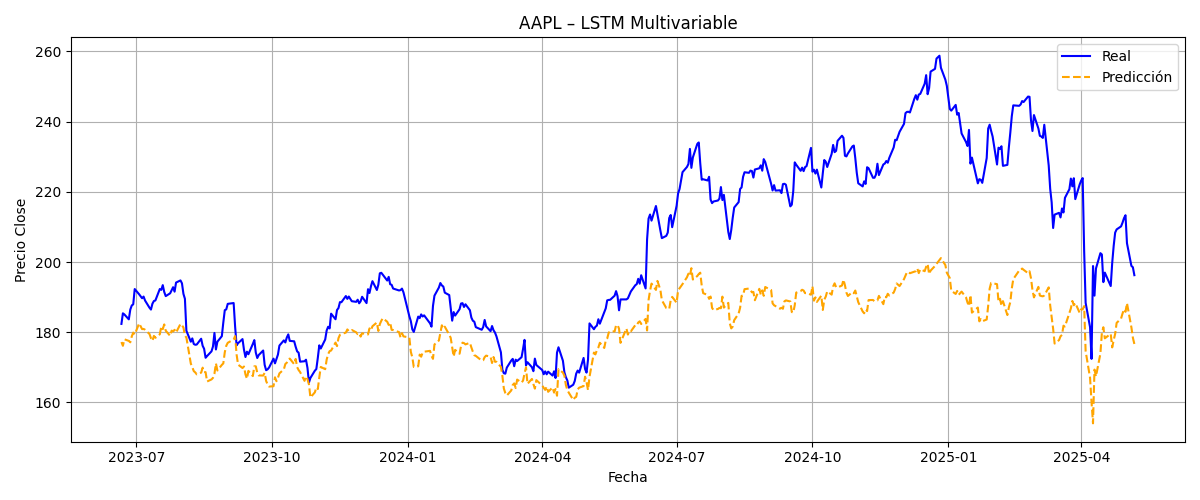 AAPL – LSTM Multivariable
Real
Predicción
Precio Close
260
240
220
200
180
160
2023-07
2023-10
2024-01
2024-04
2024-07
2024-10
2025-01
2025-04
Fecha